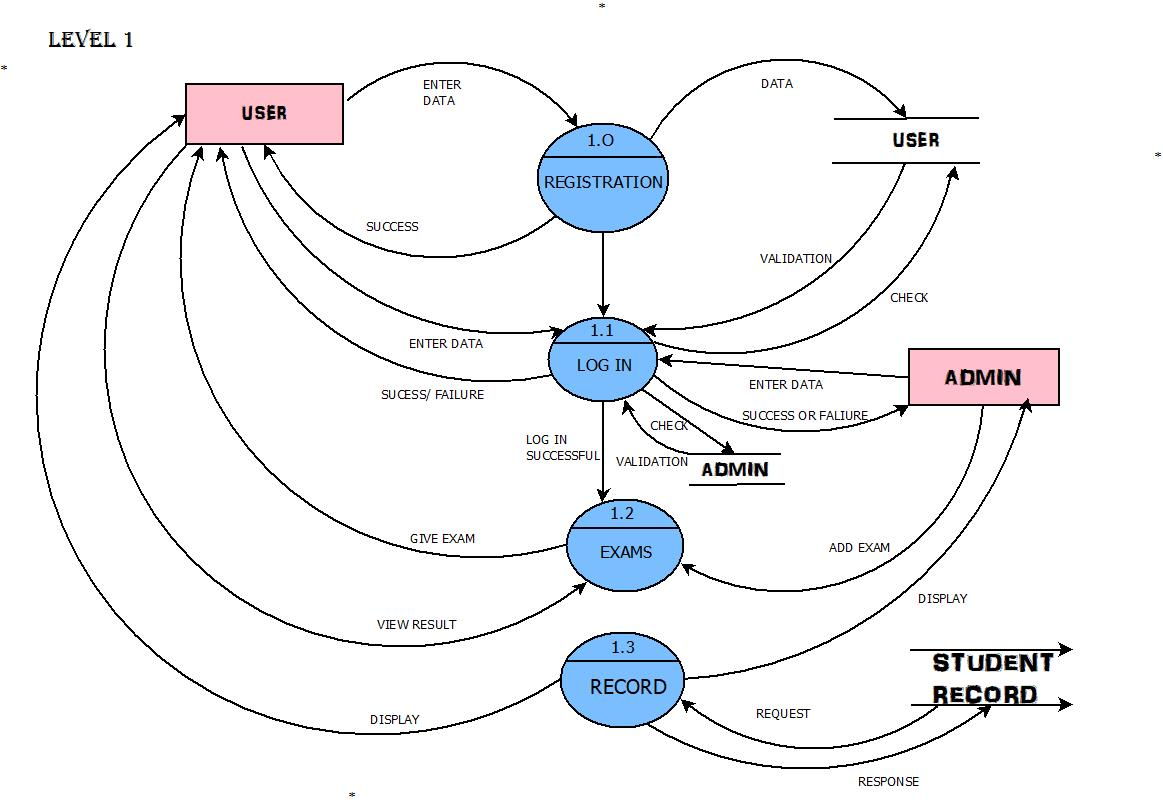 *
LEVEL 1
*
ENTER
DATA
DATA
USER
1.O
REGISTRATION
USER
*
SUCCESS
VALIDATION
CHECK
1.1
LOG IN
ENTER DATA
SUCESS/ FAILURE
ENTER DATA
ADMIN
SUCCESS OR FALIURE
CHECK
LOG IN
SUCCESSFUL
VALIDATION
ADMIN
1.2
EXAMS
GIVE EXAM
ADD EXAM
DISPLAY
VIEW RESULT
1.3
RECORD
STUDENT
RECORD
DISPLAY
REQUEST
RESPONSE
*